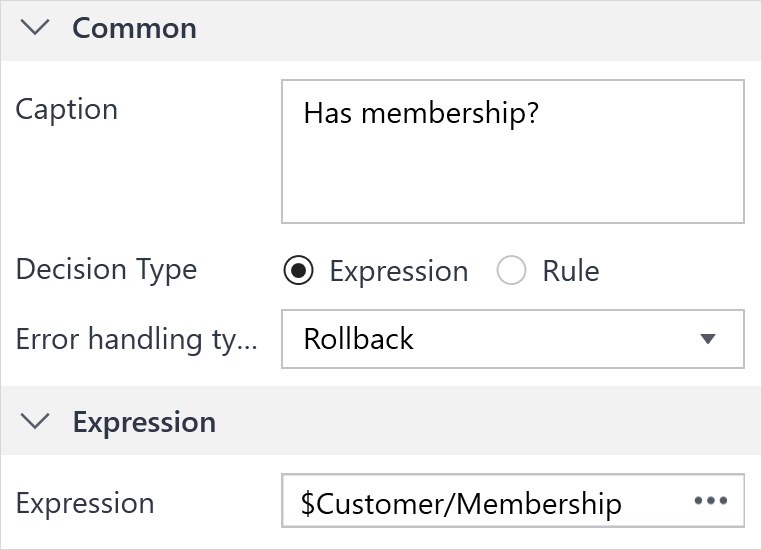 Common
Caption
Has membership?
Decision Type
Expression
Rule
Error handling ty...
Rollback
Expression
Expression
$Customer/Membership